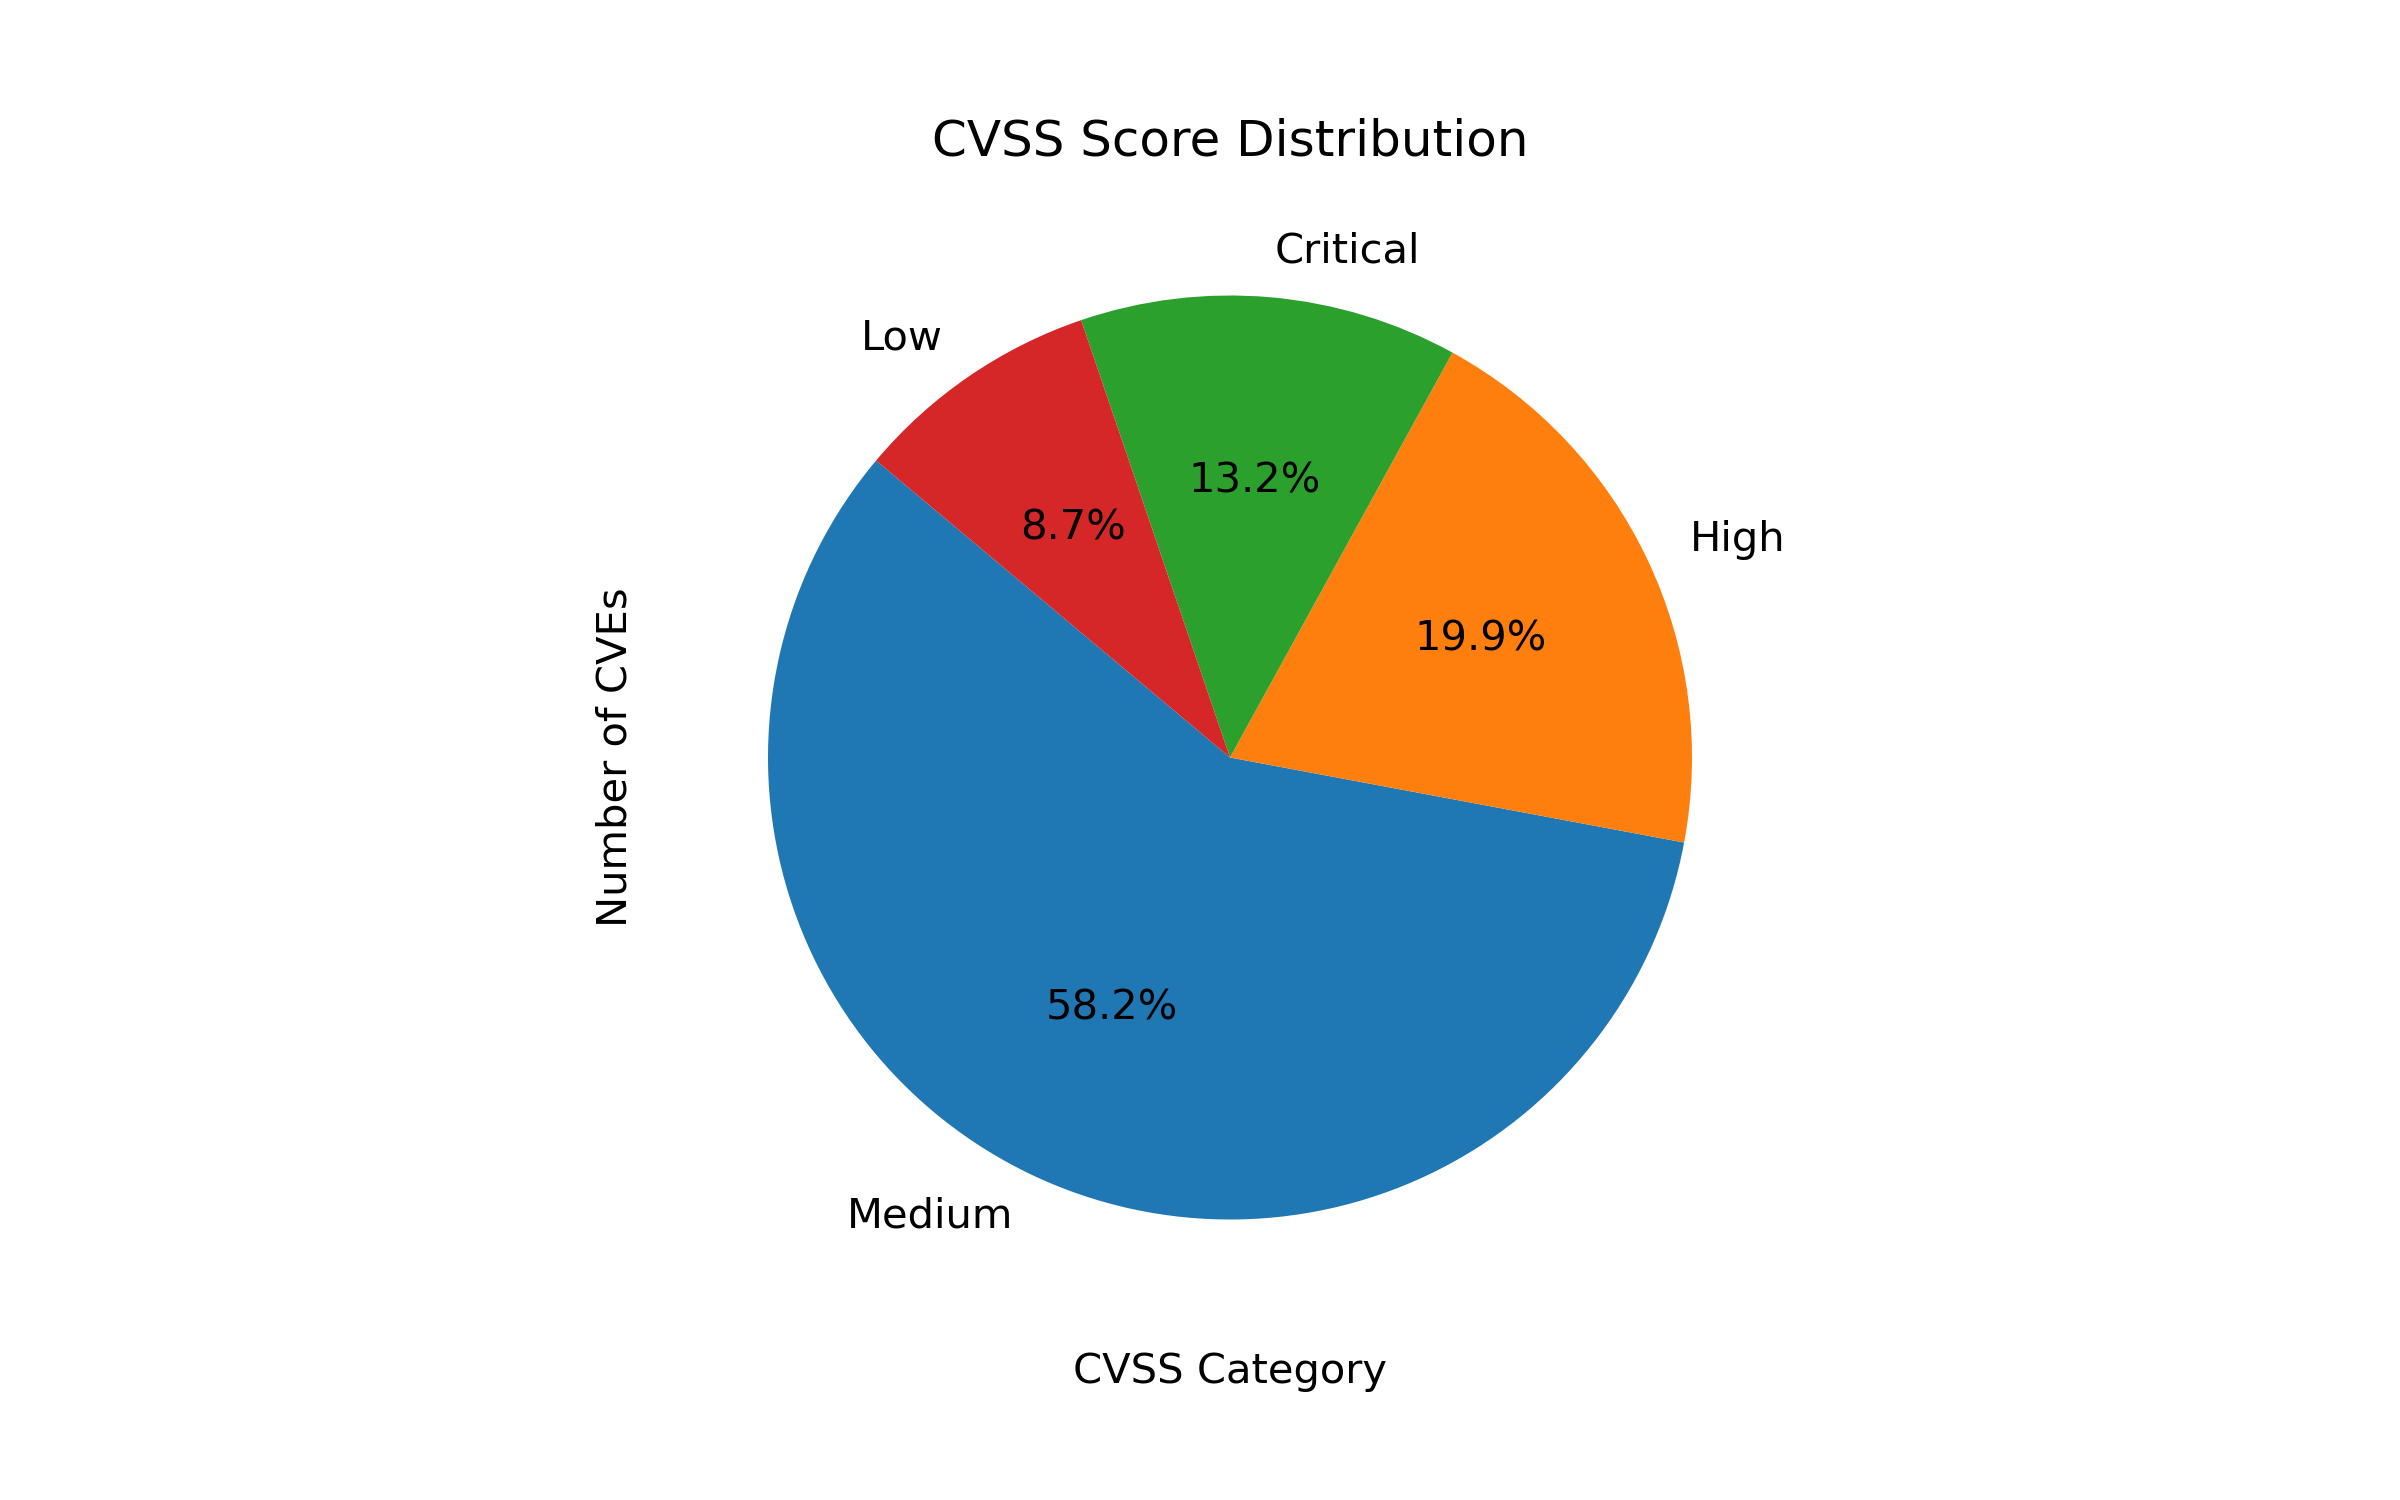 CVSS Score Distribution
Critical
Low
13.2%
8.7%
High
19.9%
Number of CVEs
58.2%
Medium
CVSS Category